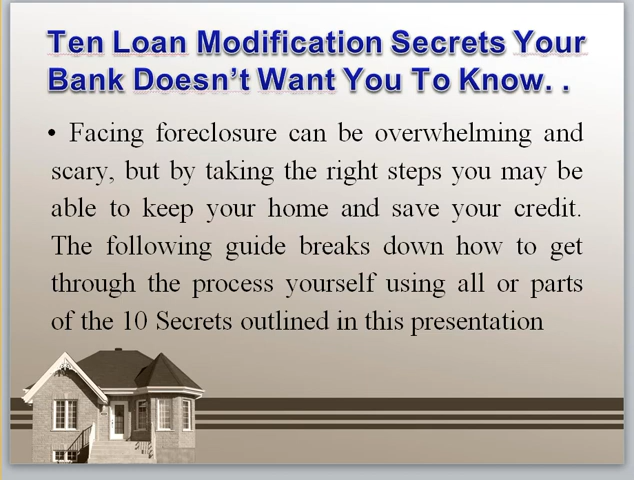 Ten Loan Modification Secrets Your
Bank Doesn't Want You To Know. .
• Facing foreclosure can be overwhelming and
scary, but by taking the right steps you may be
able to keep your home and save your credit.
The following guide breaks down how to get
through the process yourself using all or parts
of the 10 Secrets outlined in this presentation